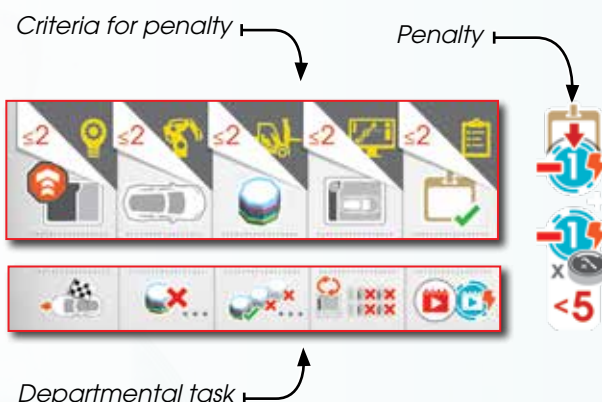 Criteria for penalty
Penalty
≤2 ≤2 ≤2 ≤2 ≤2
-1
-1
x
<5
... ...
Departmental task